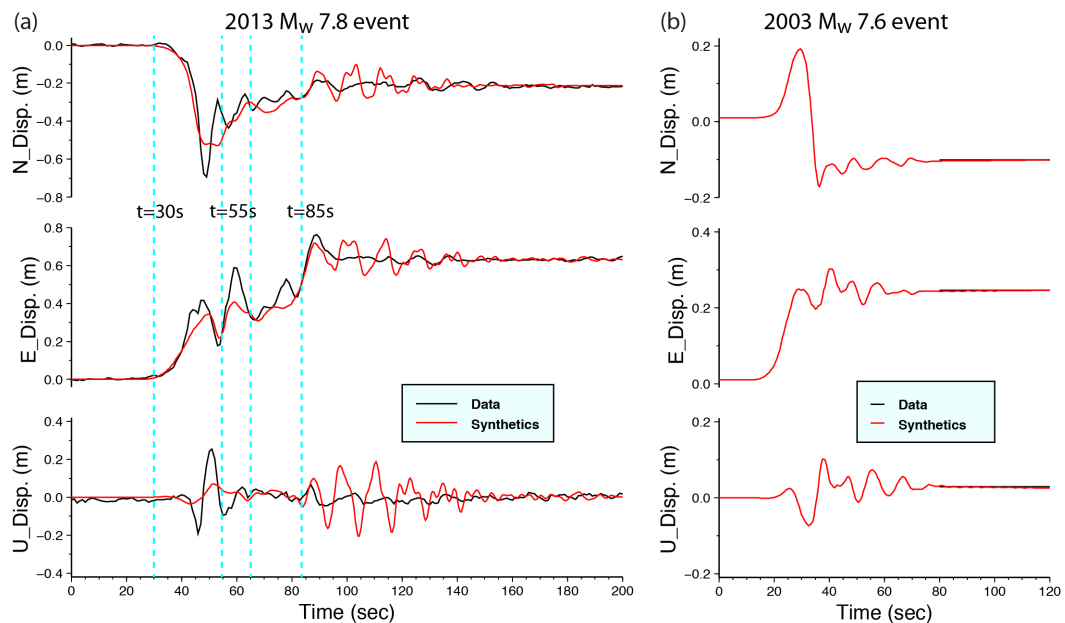 (a) 2013 Mw 7.8 event
N_Disp. (m)
0.0
−0.2
−0.4
−0.6
−0.8
t=30s t=55s t=85s
E_Disp. (m)
0.8
0.6
0.4
0.2
0.0
Data
Synthetics
U_Disp. (m)
0.4
0.2
0.0
−0.2
−0.4
0 20 40 60 80 100 120 140 160 180 200
Time (sec)
(b) 2003 Mw 7.6 event
N_Disp. (m)
0.2
0.0
−0.2
E_Disp. (m)
0.4
0.2
0.0
Data
Synthetics
U_Disp. (m)
0.2
0.0
−0.2
0 20 40 60 80 100 120
Time (sec)